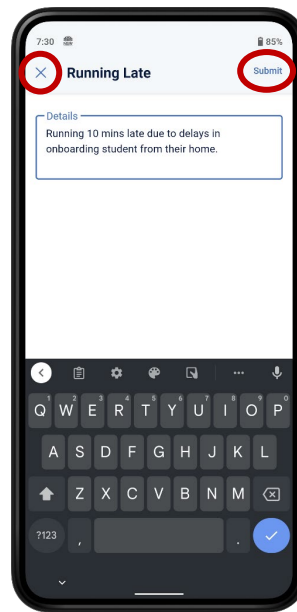 7:30
85%
Running Late
Submit
Details
Running 10 mins late due to delays in
onboarding student from their home.
1 2 3 4 5 6 7 8 9 0
Q W E R T Y U I O P
A S D F G H J K L
Z X C V B N M
?123 , .